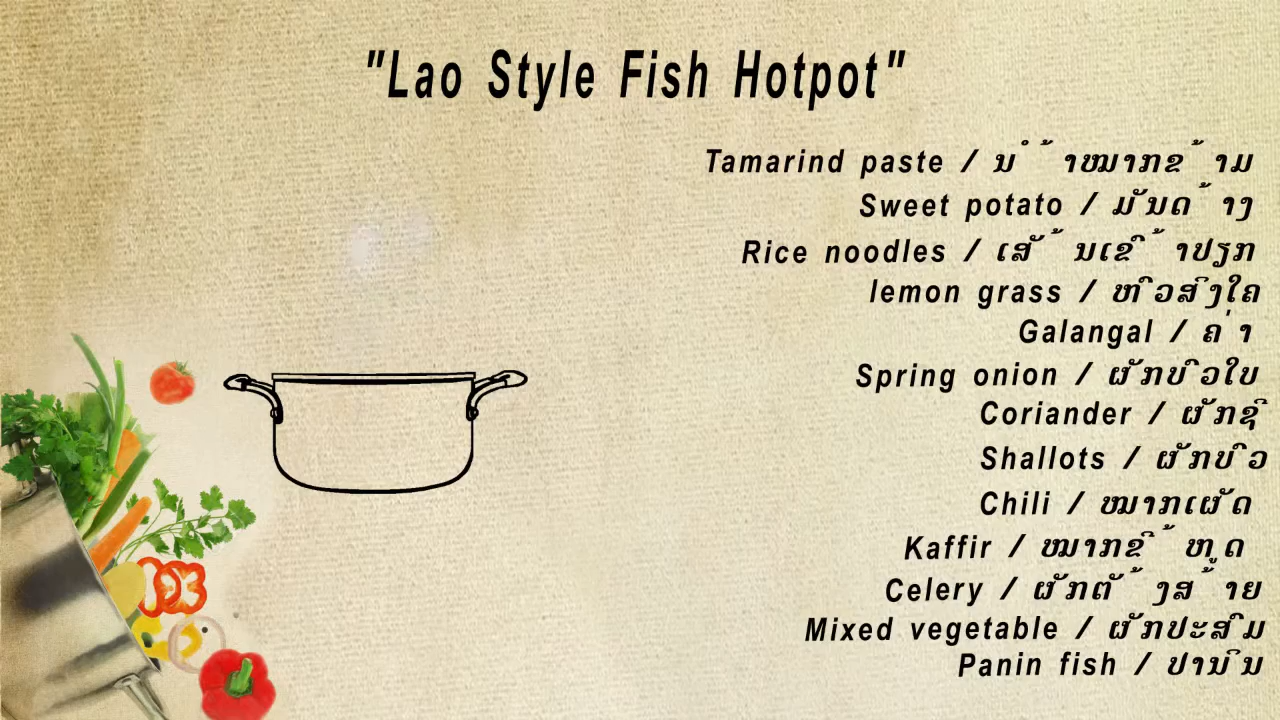 "Lao Style Fish Hotpot"
Tamarind paste / ນໍ້າໝາກຂ້າມ
Sweet potato / ມັນດ້າງ
Rice noodles / ເສັ້ນເຂົ້າປຽກ
lemon grass / ຫົວສິງໃຄ
Galangal / ຄ່າ
Spring onion / ຜັກບົ່ວໃບ
Coriander / ຜັກຊີ
Shallots / ຜັກບົ່ວ
Chili / ໝາກເຜັດ
Kaffir / ໝາກຂີ້ຫູດ
Celery / ຜັກຕັ້ງສ້າຍ
Mixed vegetable / ຜັກປະສົມ
Panin fish / ປານິນ